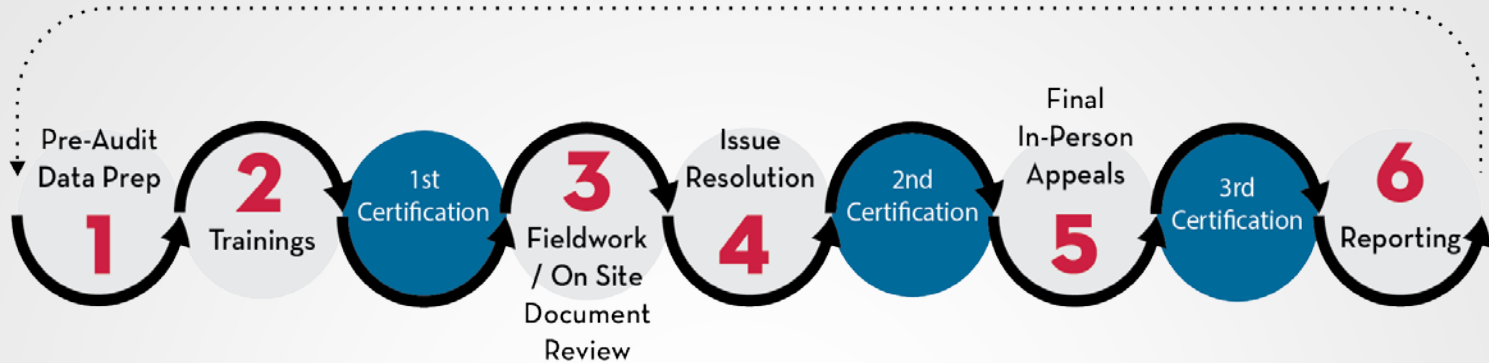 Pre-Audit
Data Prep
1
2
Trainings
1st
Certification
3
Fieldwork
/ On Site
Document
Review
Issue
Resolution
4
2nd
Certification
Final
In-Person
Appeals
5
3rd
Certification
6
Reporting